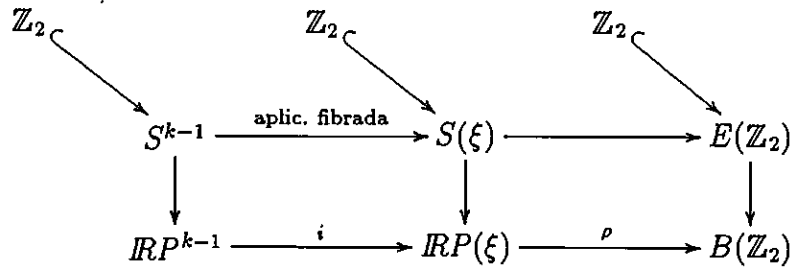 ℤ₂ ℤ₂ ℤ₂
aplic. fibrada
S^{k-1} S(ξ) E(ℤ₂)
i ρ
ℝP^{k-1} ℝP(ξ) B(ℤ₂)